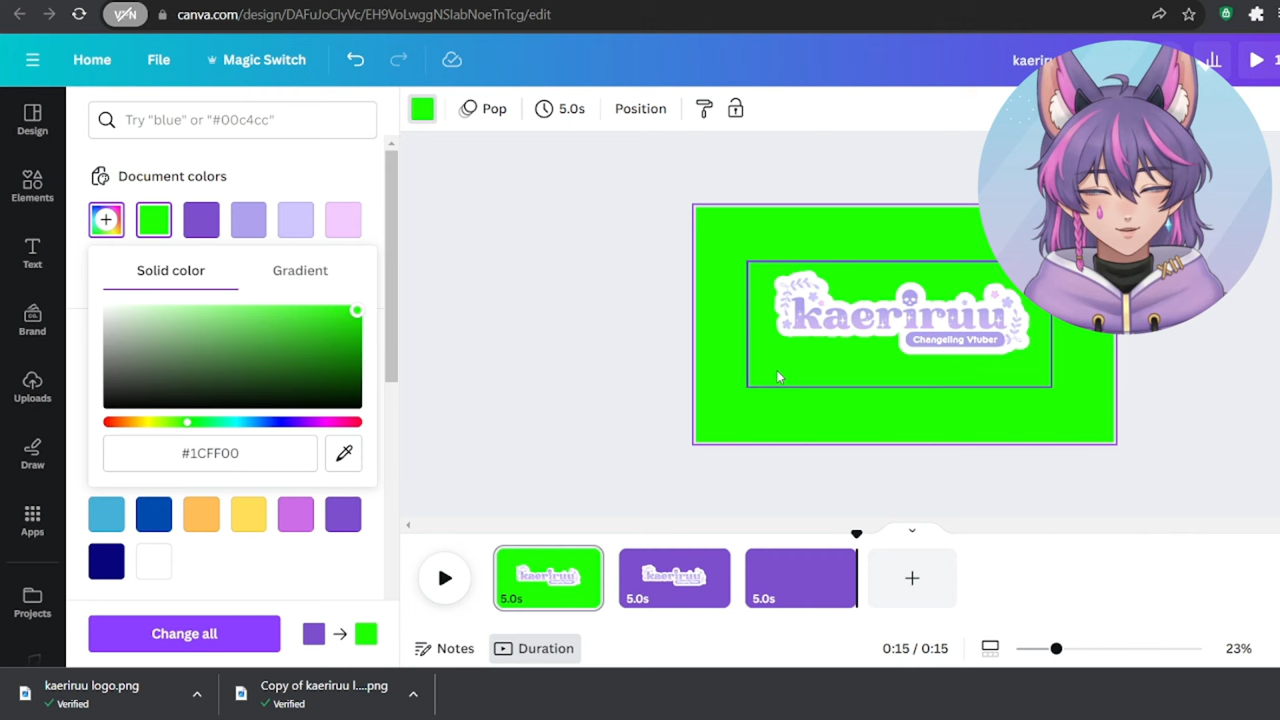 canva.com/design/DAFuJoClyVc/EH9VoLwggNSIabNoeTnTcg/edit
Home File Magic Switch
Design
Elements
Text
Brand
Uploads
Draw
Apps
Projects
Try "blue" or "#00c4cc"
Document colors
Solid color Gradient
#1CFF00
Change all
Pop 5.0s Position
kaeriruu
Changeling Vtuber
kaeriruu
5.0s
kaeriruu
5.0s
5.0s
Notes Duration
0:15 / 0:15
23%
kaeriruu logo.png
Verified
Copy of kaeriruu l....png
Verified